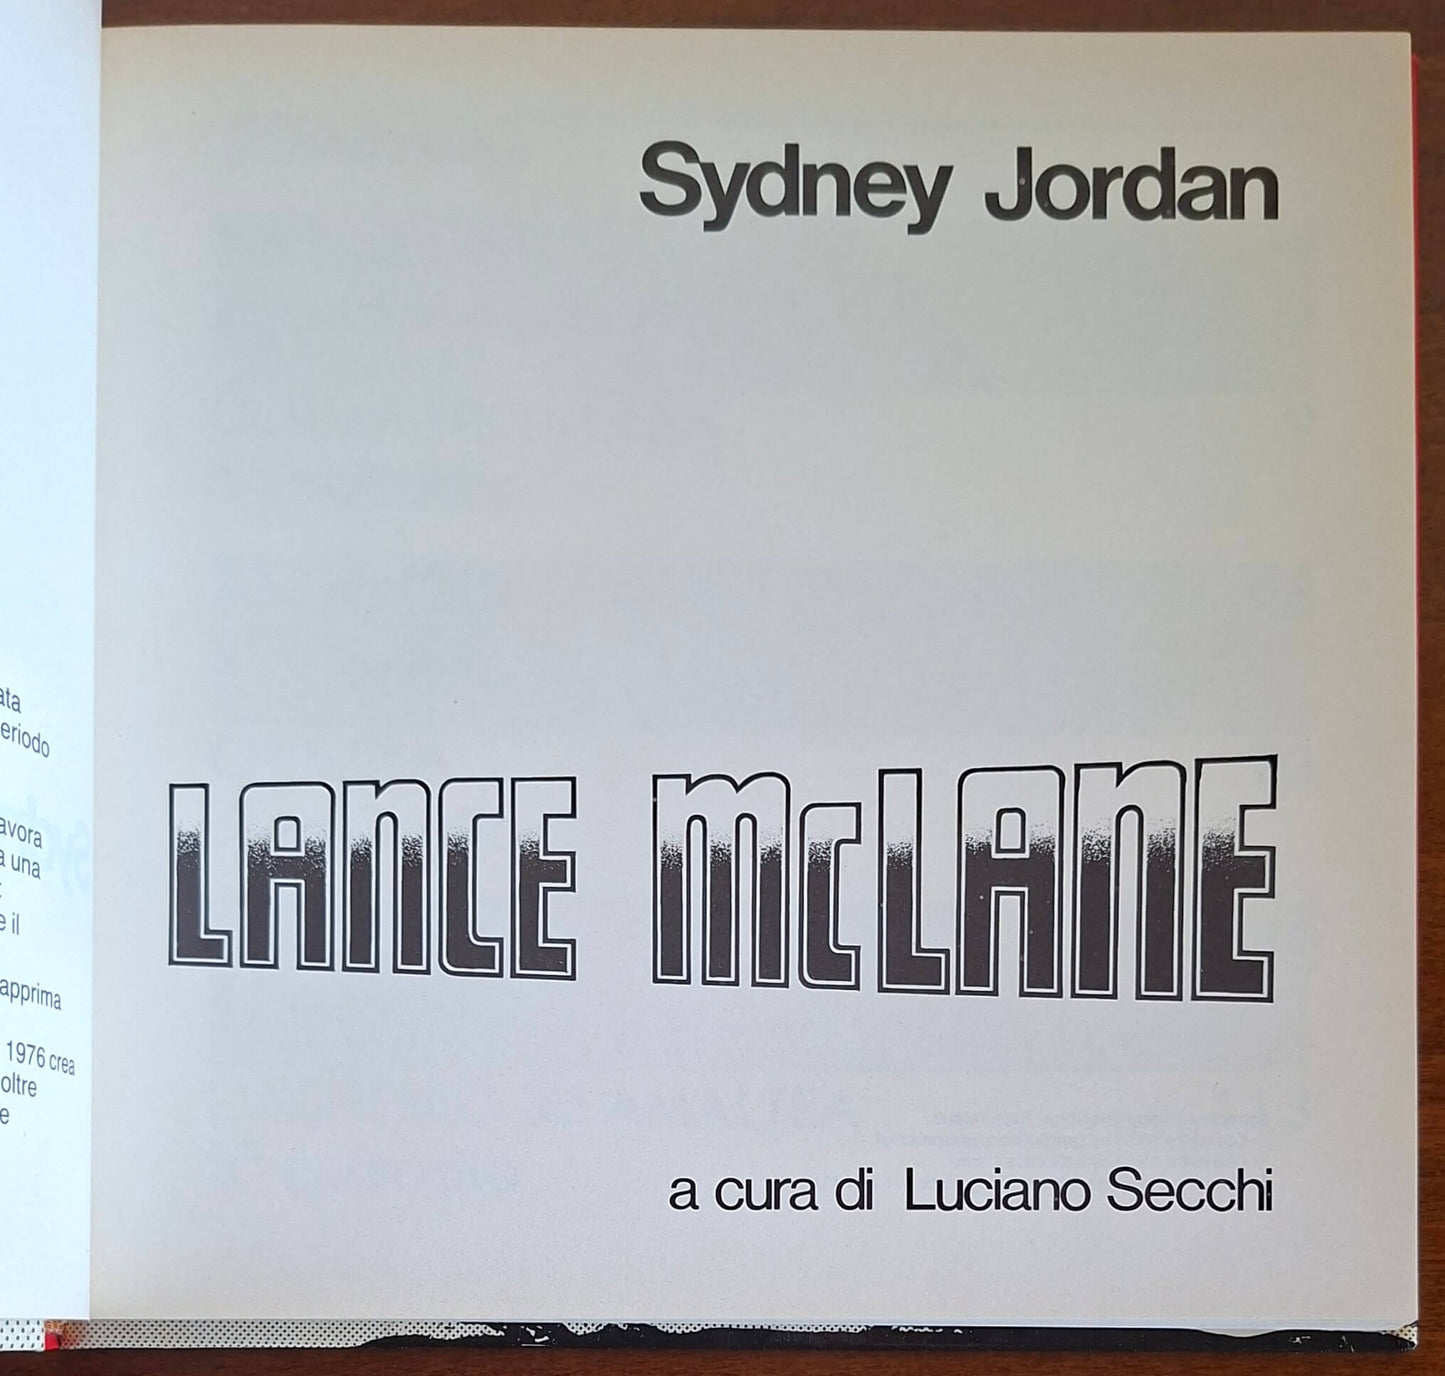 ata
eriodo
avora
a una
e il
apprima
1976 crea
oltre
e
Sydney Jordan
LANCE McLANE
a cura di Luciano Secchi